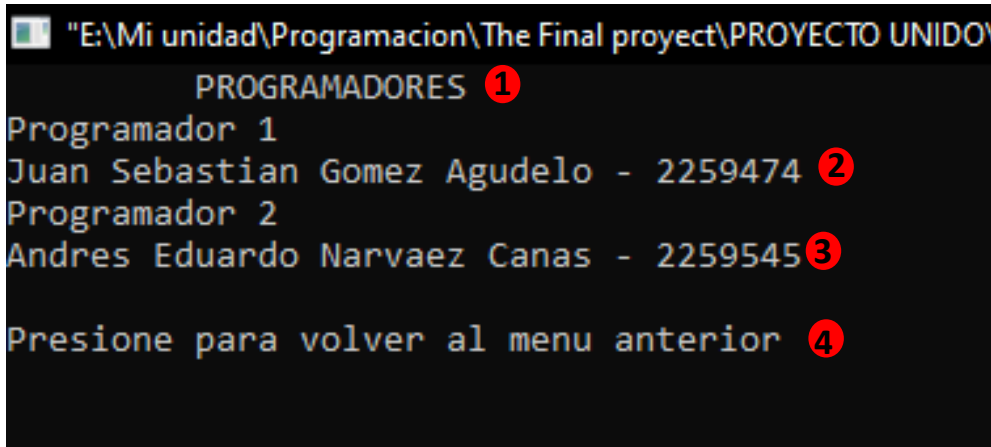 "E:\Mi unidad\Programacion\The Final proyect\PROYECTO UNIDO\
PROGRAMADORES 1
Programador 1
Juan Sebastian Gomez Agudelo - 2259474 2
Programador 2
Andres Eduardo Narvaez Canas - 2259545 3
Presione para volver al menu anterior 4